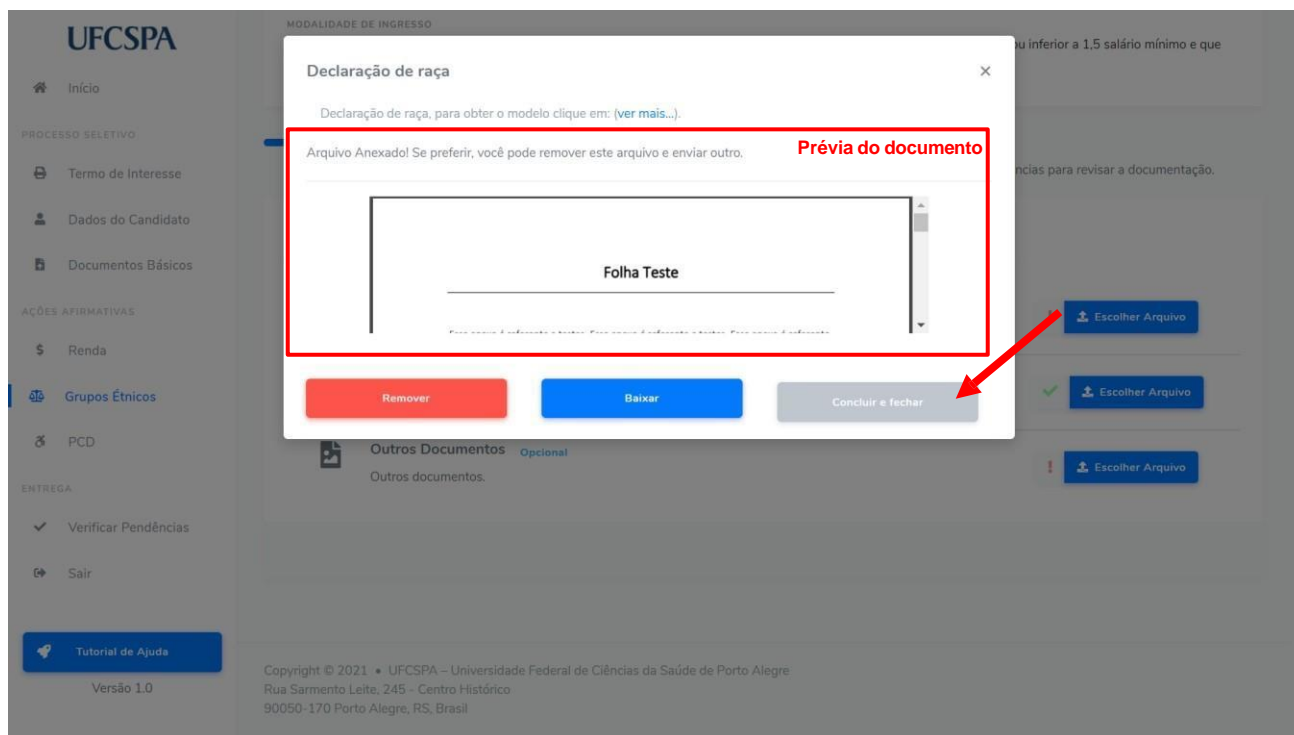 UFCSPA
Início
PROCESSO SELETIVO
Termo de Interesse
Dados do Candidato
Documentos Básicos
AÇÕES AFIRMATIVAS
$ Renda
Grupos Étnicos
PCD
ENTREGA
Verificar Pendências
Sair
Tutorial de Ajuda
Versão 1.0
MODALIDADE DE INGRESSO
ou inferior a 1,5 salário mínimo e que
Declaração de raça ×
Declaração de raça, para obter o modelo clique em: (ver mais...).
Arquivo Anexado! Se preferir, você pode remover este arquivo e enviar outro.
Prévia do documento
ncias para revisar a documentação.
Folha Teste
Remover
Baixar
Concluir e fechar
! Escolher Arquivo
Escolher Arquivo
Outros Documentos Opcional
Outros documentos.
! Escolher Arquivo
Copyright © 2021 • UFCSPA – Universidade Federal de Ciências da Saúde de Porto Alegre
Rua Sarmento Leite, 245 - Centro Histórico
90050-170 Porto Alegre, RS, Brasil